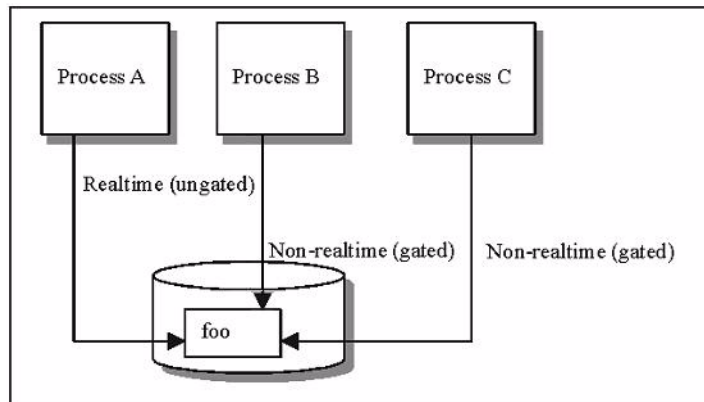 Process A
Process B
Process C
Realtime (ungated)
Non-realtime (gated)
Non-realtime (gated)
foo